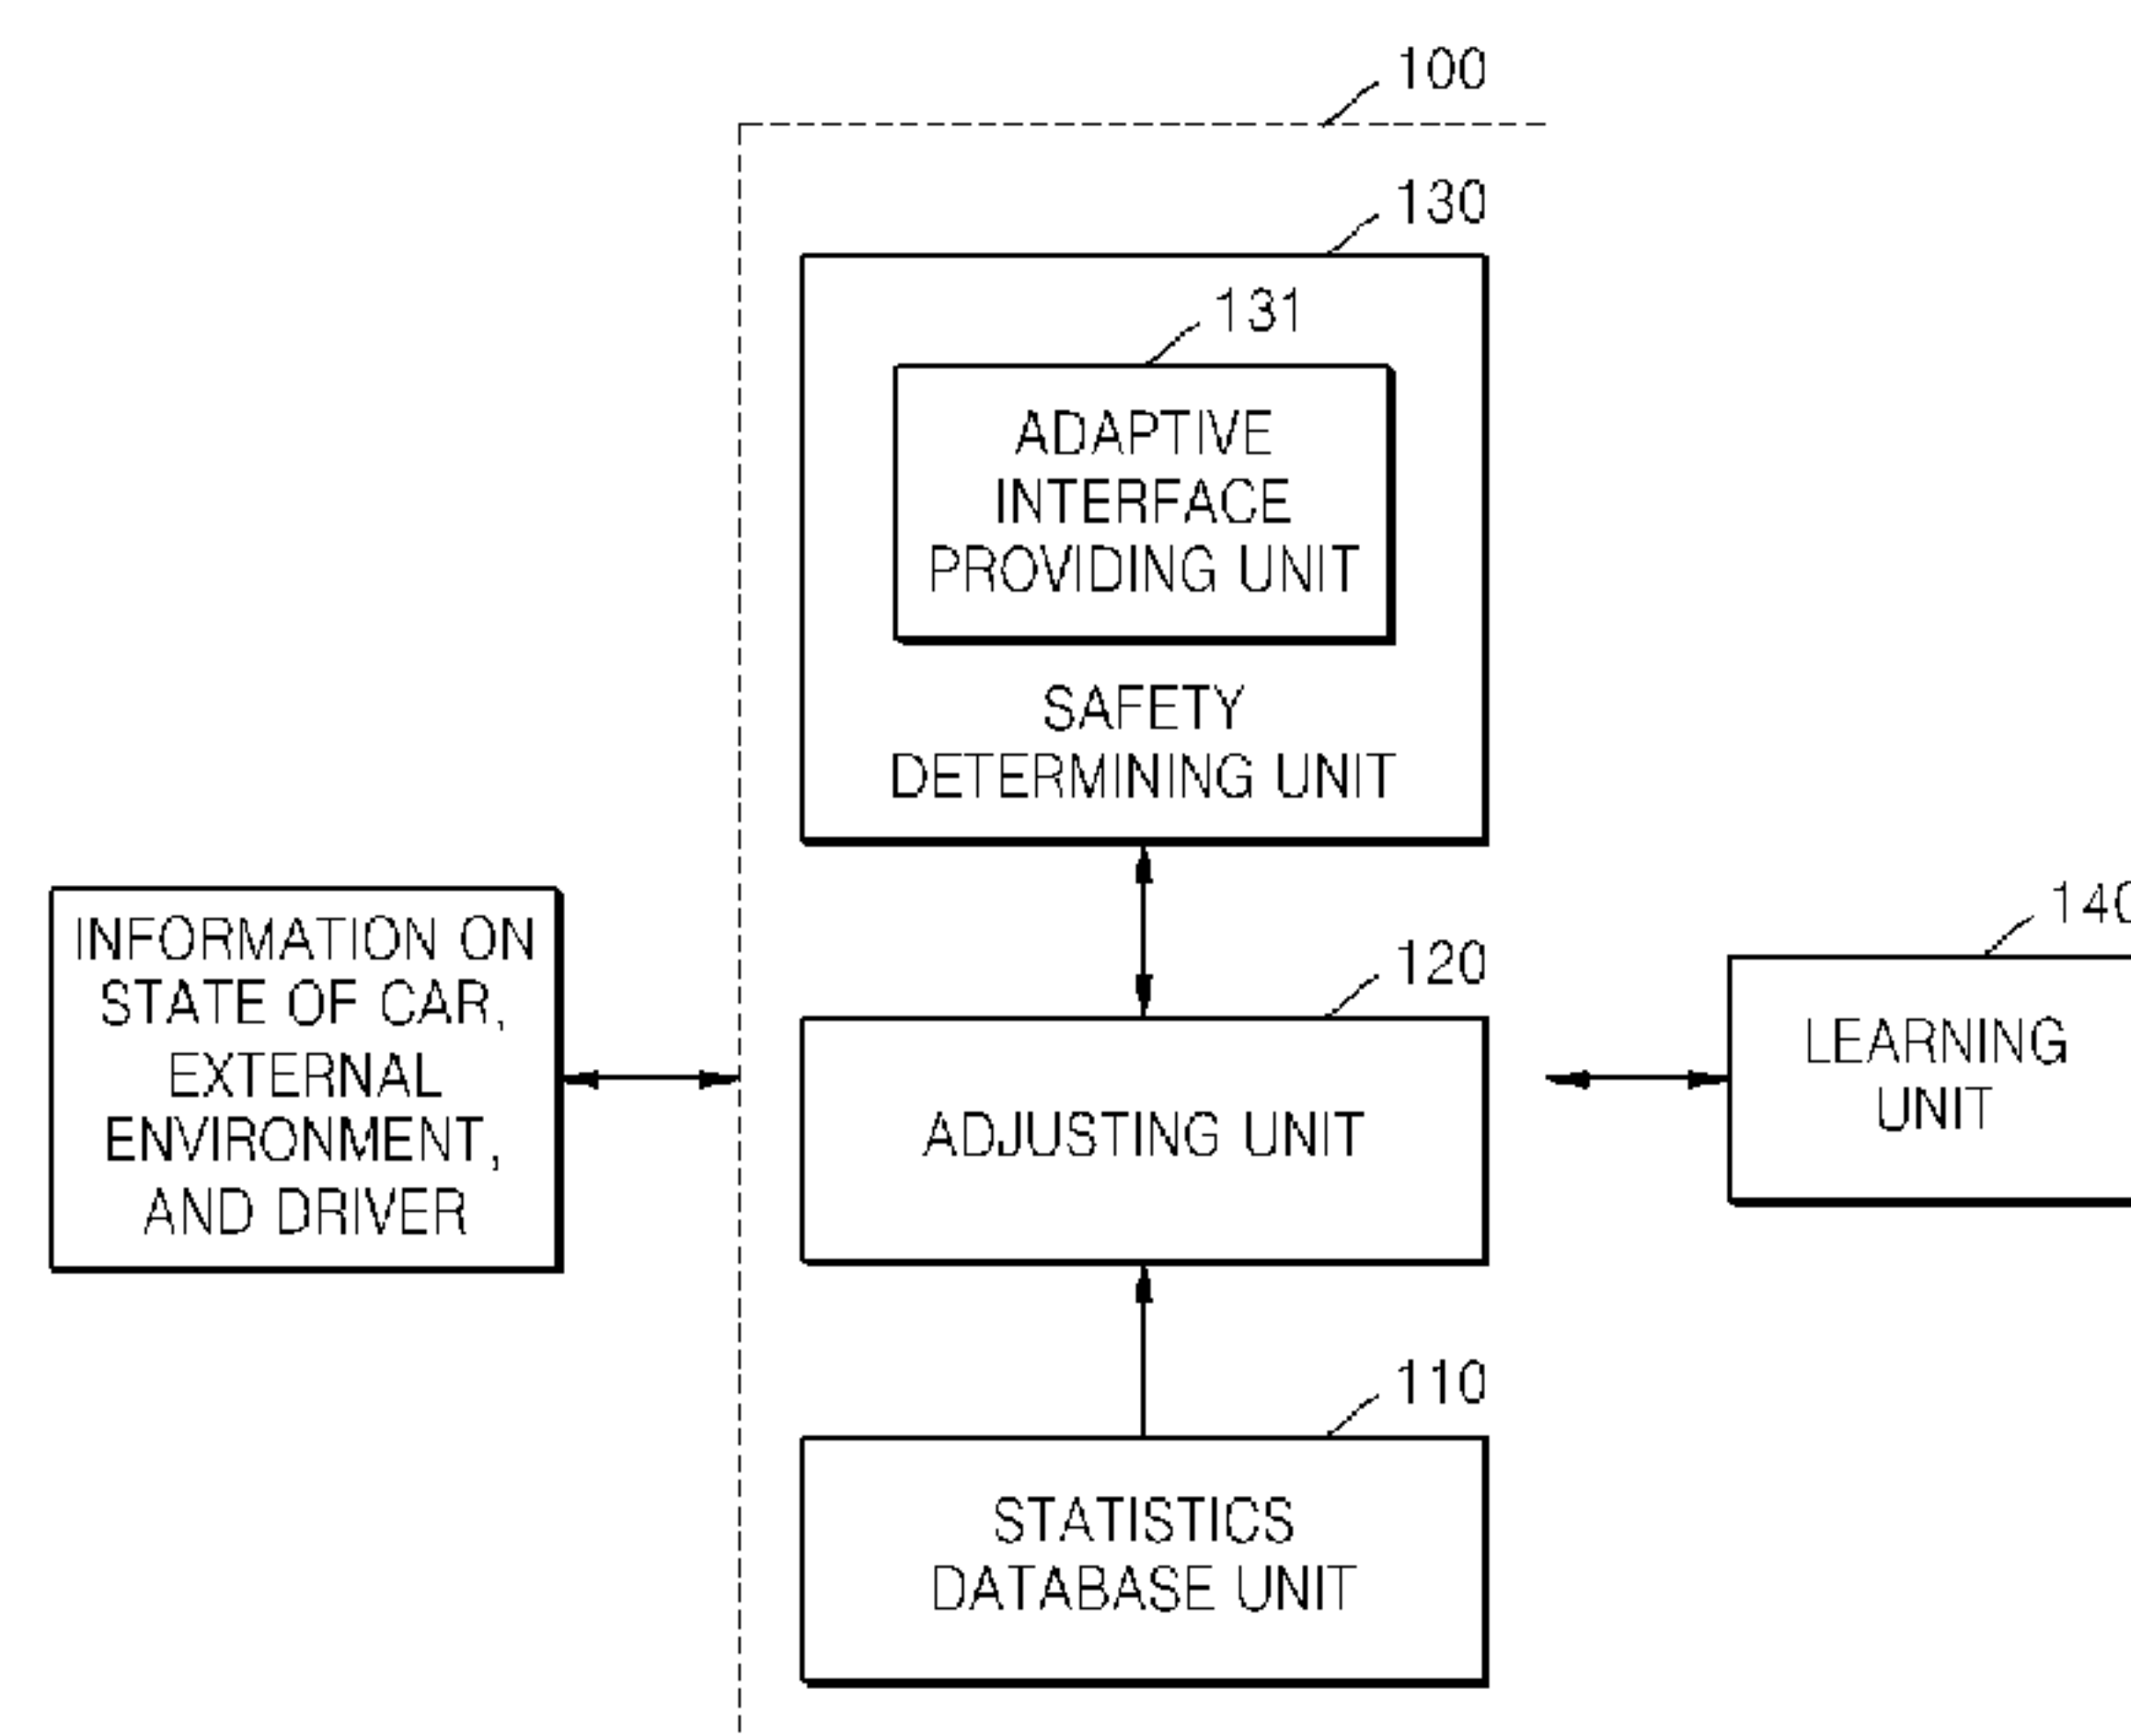 100
130
131
ADAPTIVE
INTERFACE
PROVIDING UNIT
SAFETY
DETERMINING UNIT
INFORMATION ON
STATE OF CAR,
EXTERNAL
ENVIRONMENT,
AND DRIVER
120
ADJUSTING UNIT
140
LEARNING
UNIT
110
STATISTICS
DATABASE UNIT